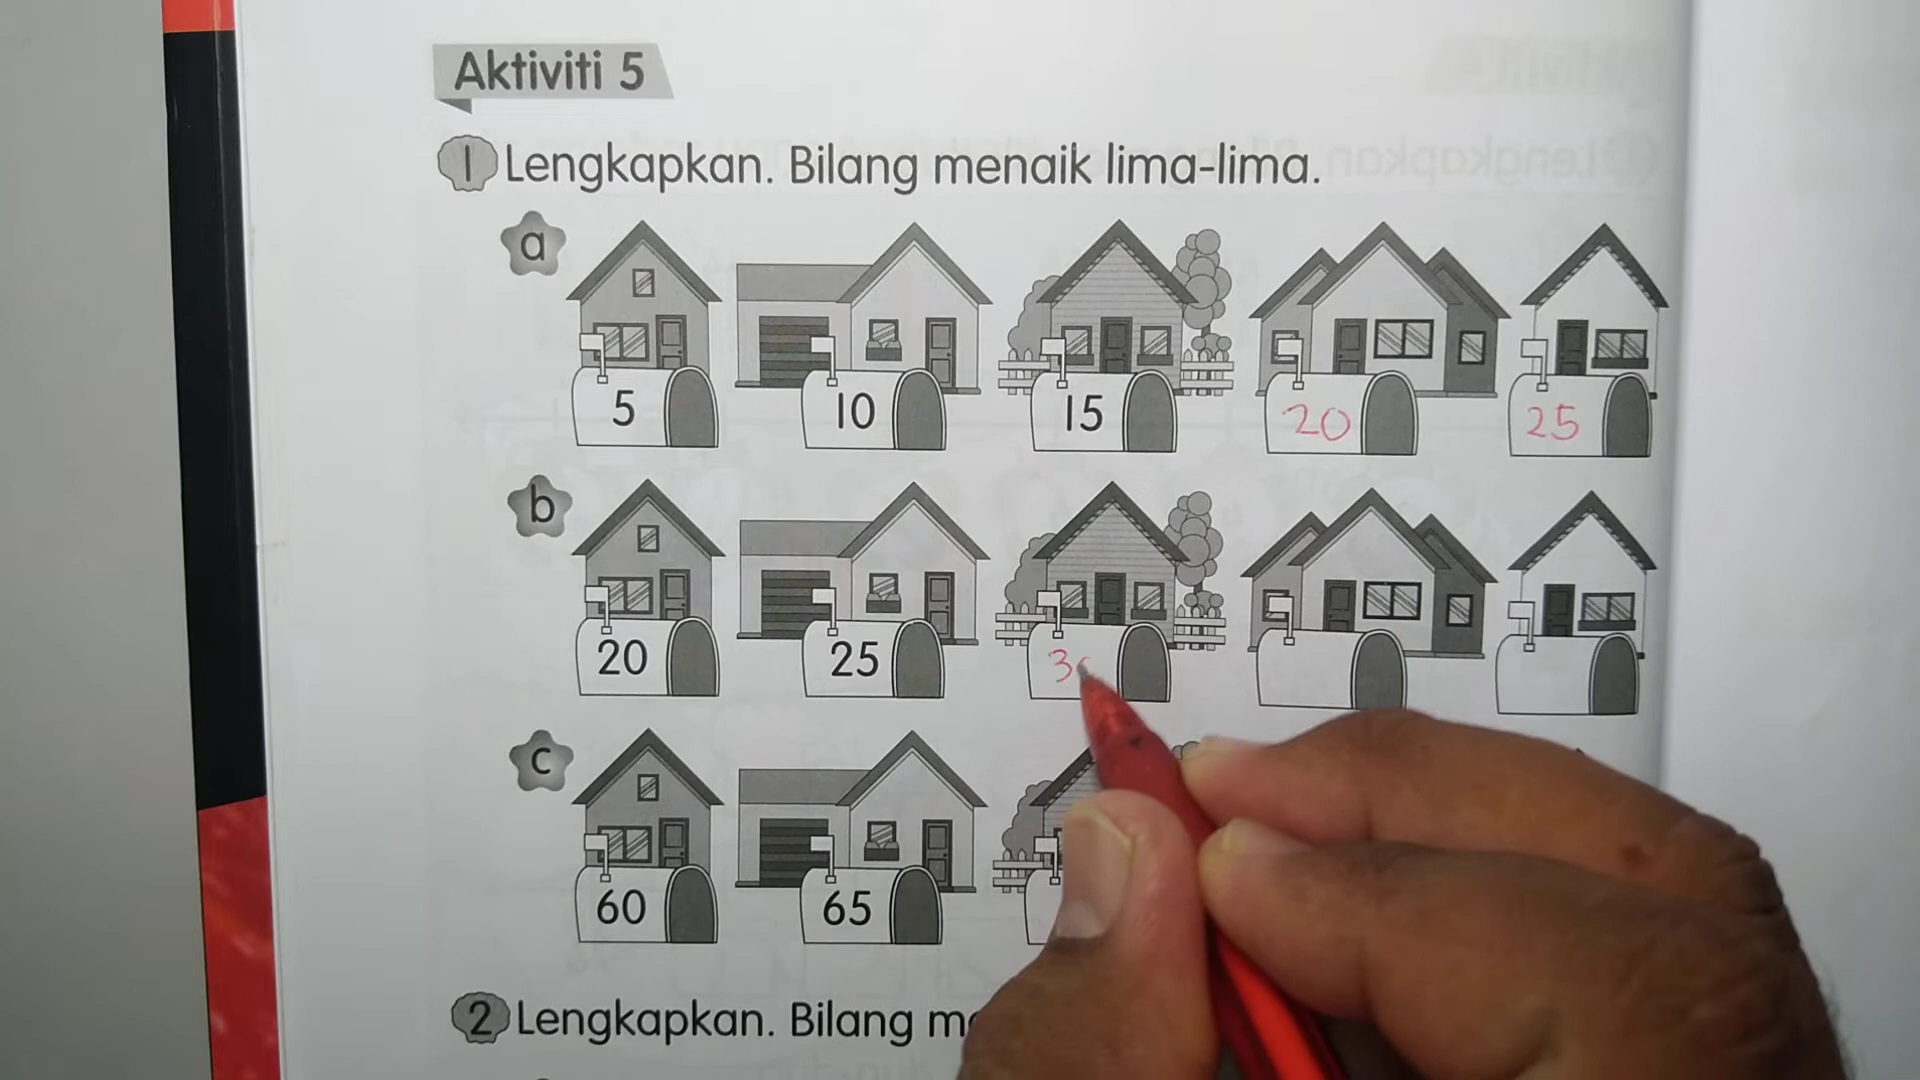 Aktiviti 5
1 Lengkapkan. Bilang menaik lima-lima.
a
5 10 15 20 25
b
20 25 30
c
60 65
2 Lengkapkan. Bilang